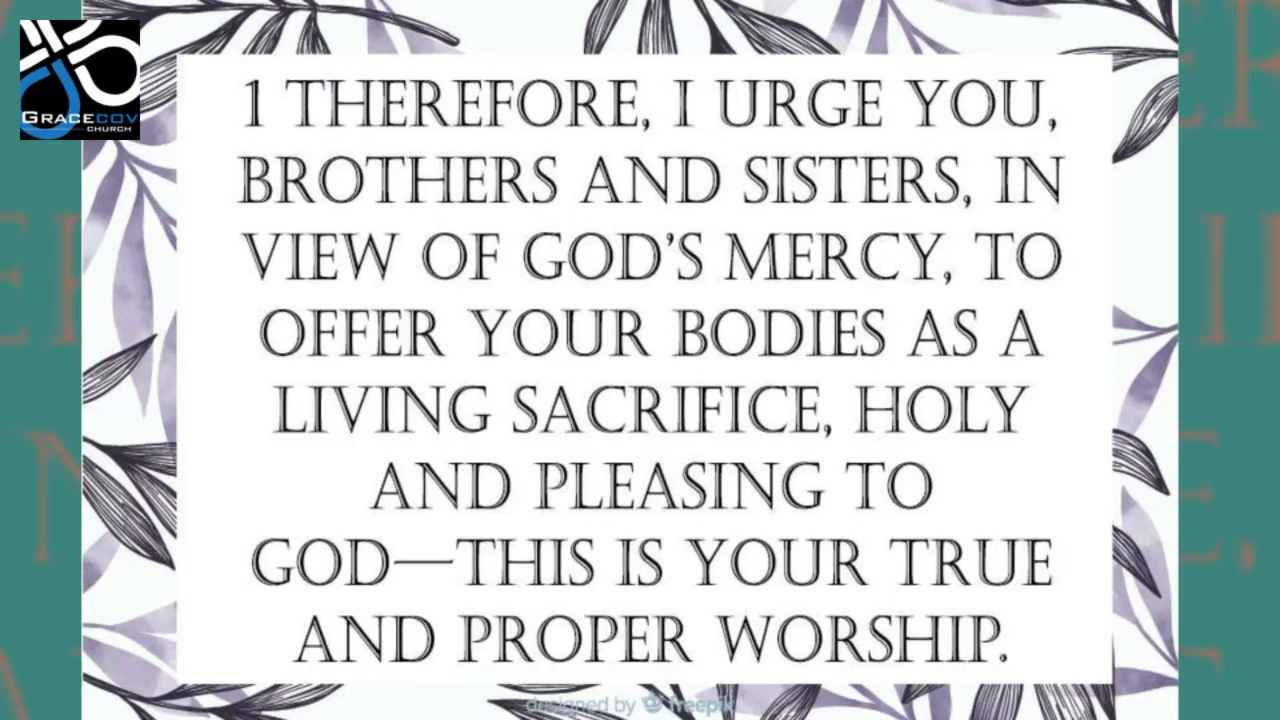 GRACECOV
CHURCH
1 THEREFORE, I URGE YOU,
BROTHERS AND SISTERS, IN
VIEW OF GOD'S MERCY, TO
OFFER YOUR BODIES AS A
LIVING SACRIFICE, HOLY
AND PLEASING TO
GOD—THIS IS YOUR TRUE
AND PROPER WORSHIP.
designed by freepik